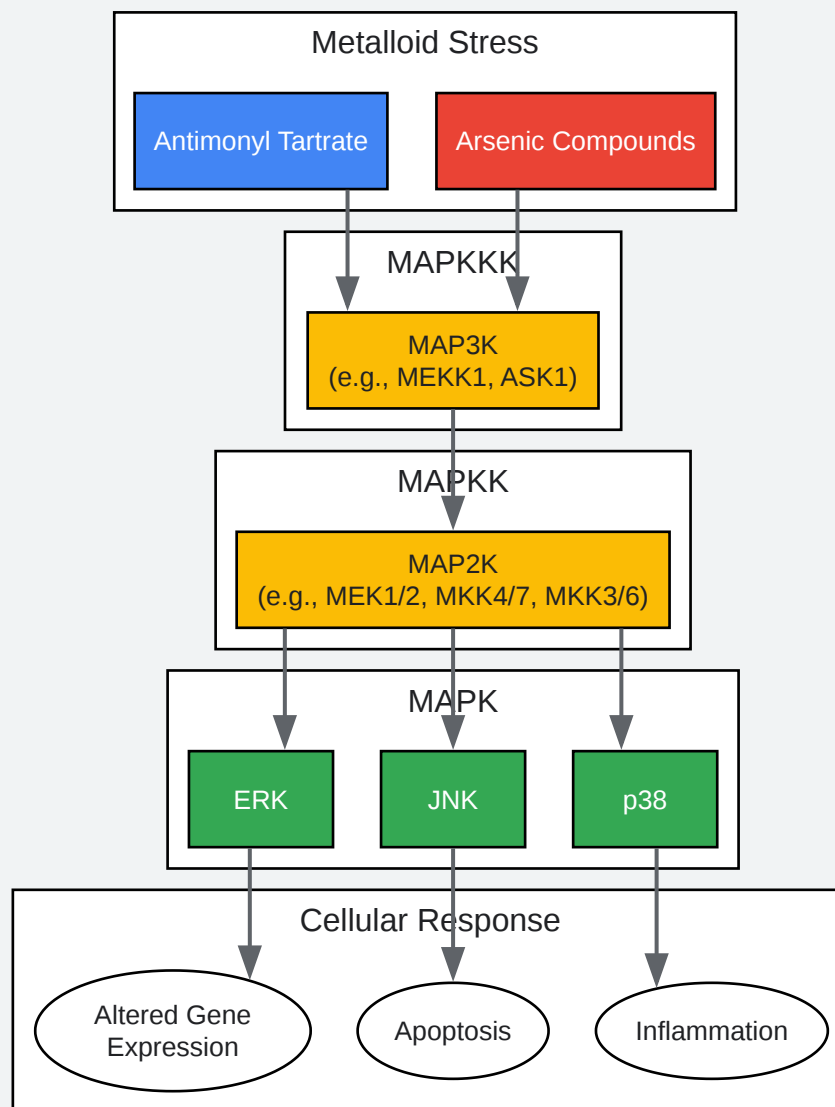 Metalloid Stress
Antimonyl Tartrate
Arsenic Compounds
MAPKKK
MAP3K
(e.g., MEKK1, ASK1)
MAPKK
MAP2K
(e.g., MEK1/2, MKK4/7, MKK3/6)
MAPK
ERK
JNK
p38
Cellular Response
Altered Gene
Expression
Apoptosis
Inflammation